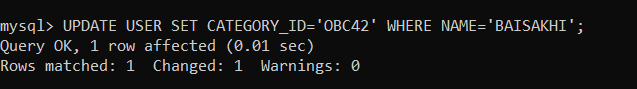 mysql> UPDATE USER SET CATEGORY_ID='OBC42' WHERE NAME='BAISAKHI';
Query OK, 1 row affected (0.01 sec)
Rows matched: 1  Changed: 1  Warnings: 0